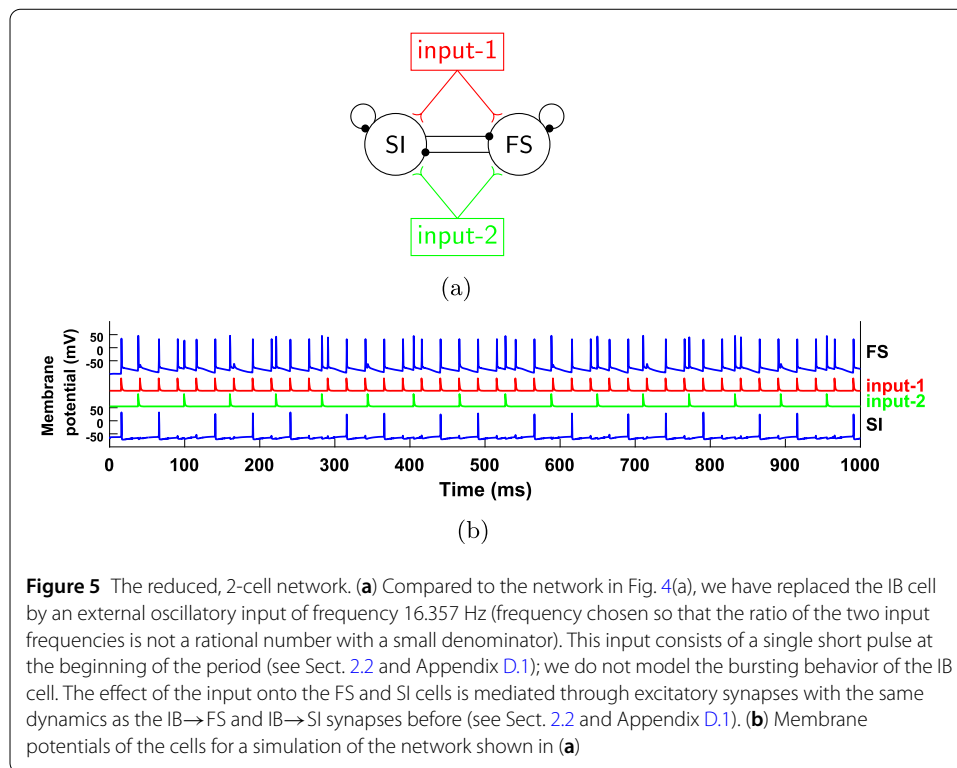 input-1
SI
FS
input-2
(a)
Membrane
potential (mV)
50
0
-50
FS
input-1
input-2
50
0
-50
SI
0 100 200 300 400 500 600 700 800 900 1000
Time (ms)
(b)
Figure 5 The reduced, 2-cell network. (a) Compared to the network in Fig. 4(a), we have replaced the IB cell
by an external oscillatory input of frequency 16.357 Hz (frequency chosen so that the ratio of the two input
frequencies is not a rational number with a small denominator). This input consists of a single short pulse at
the beginning of the period (see Sect. 2.2 and Appendix D.1); we do not model the bursting behavior of the IB
cell. The effect of the input onto the FS and SI cells is mediated through excitatory synapses with the same
dynamics as the IB→FS and IB→SI synapses before (see Sect. 2.2 and Appendix D.1). (b) Membrane
potentials of the cells for a simulation of the network shown in (a)